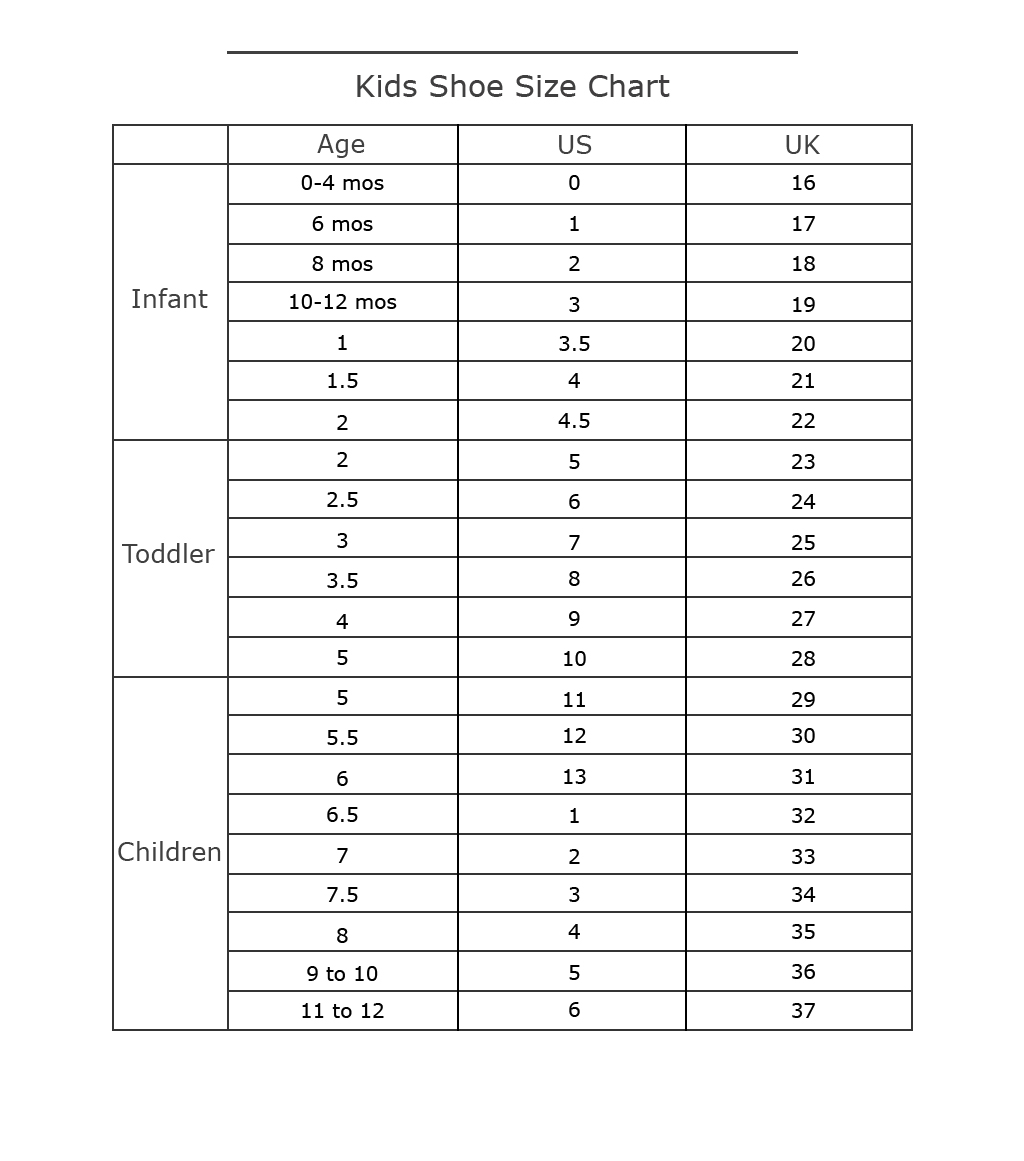 Kids Shoe Size Chart
Age US UK
Infant
0-4 mos 0 16
6 mos 1 17
8 mos 2 18
10-12 mos 3 19
1 3.5 20
1.5 4 21
2 4.5 22
Toddler
2 5 23
2.5 6 24
3 7 25
3.5 8 26
4 9 27
5 10 28
Children
5 11 29
5.5 12 30
6 13 31
6.5 1 32
7 2 33
7.5 3 34
8 4 35
9 to 10 5 36
11 to 12 6 37